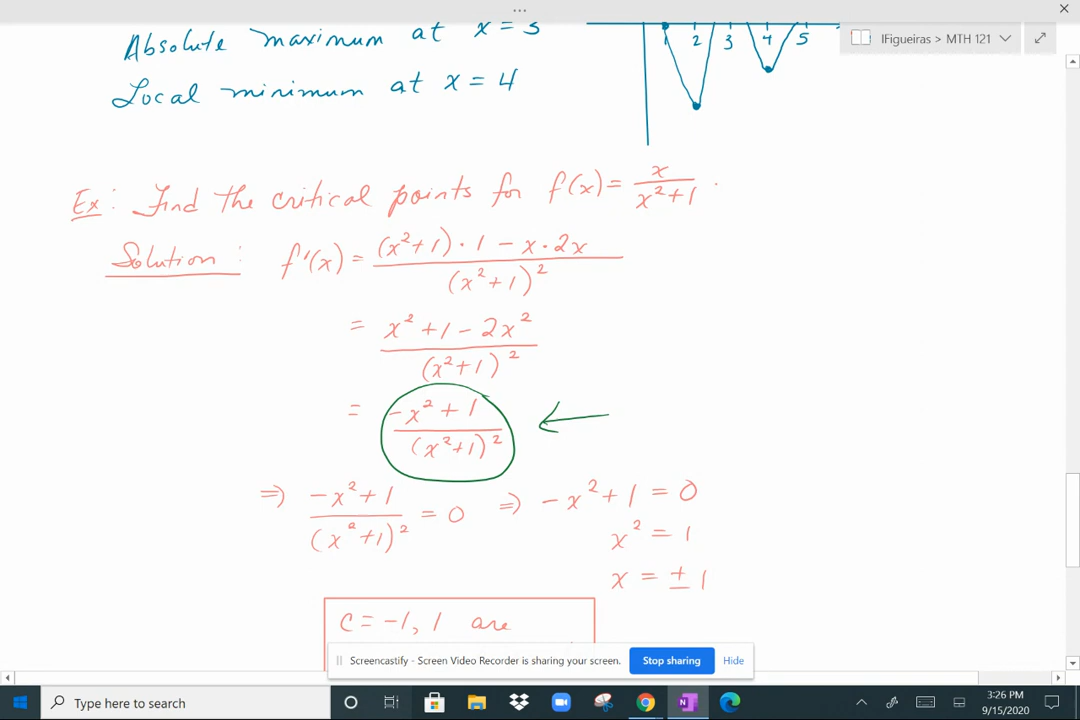 ...
×
Absolute maximum at x = 3
1 2 3 4 5
IFigueiras > MTH 121
Local minimum at x = 4
Ex: Find the critical points for f(x) = x / (x² + 1).
Solution: f'(x) = ((x² + 1) · 1 − x · 2x) / (x² + 1)²
= (x² + 1 − 2x²) / (x² + 1)²
= (−x² + 1) / (x² + 1)² ←
⇒ (−x² + 1) / (x² + 1)² = 0 ⇒ −x² + 1 = 0
x² = 1
x = ± 1
c = −1, 1 are
Screencastify - Screen Video Recorder is sharing your screen. Stop sharing Hide
Type here to search
3:26 PM
9/15/2020